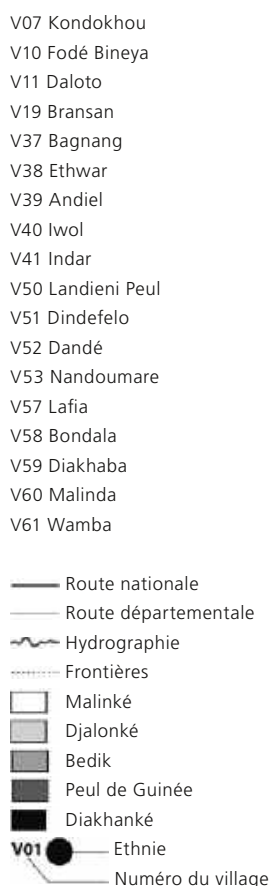 V07 Kondokhou
V10 Fodé Bineya
V11 Daloto
V19 Bransan
V37 Bagnang
V38 Ethwar
V39 Andiel
V40 Iwol
V41 Indar
V50 Landieni Peul
V51 Dindefelo
V52 Dandé
V53 Nandoumare
V57 Lafia
V58 Bondala
V59 Diakhaba
V60 Malinda
V61 Wamba
Route nationale
Route départementale
Hydrographie
Frontières
Malinké
Djalonké
Bedik
Peul de Guinée
Diakhanké
V01 Ethnie
Numéro du village